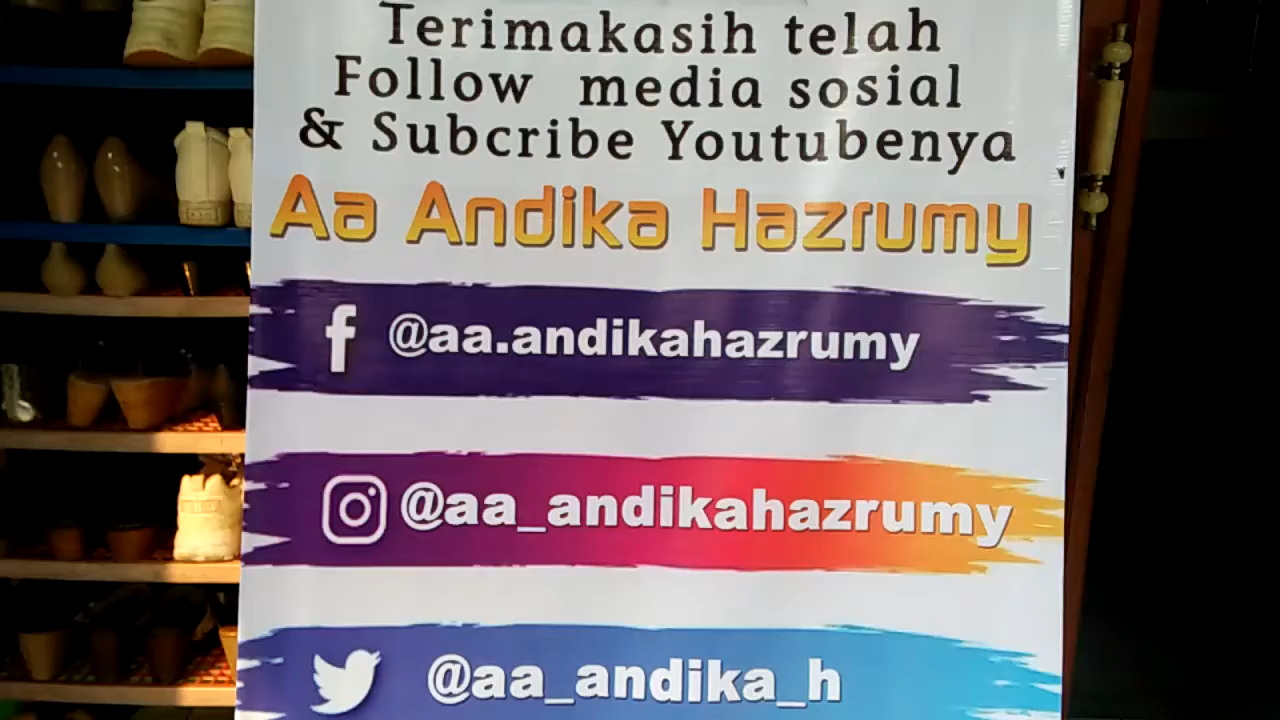 Terimakasih telah
Follow media sosial
& Subcribe Youtubenya
Aa Andika Hazrumy
@aa.andikahazrumy
@aa_andikahazrumy
@aa_andika_h